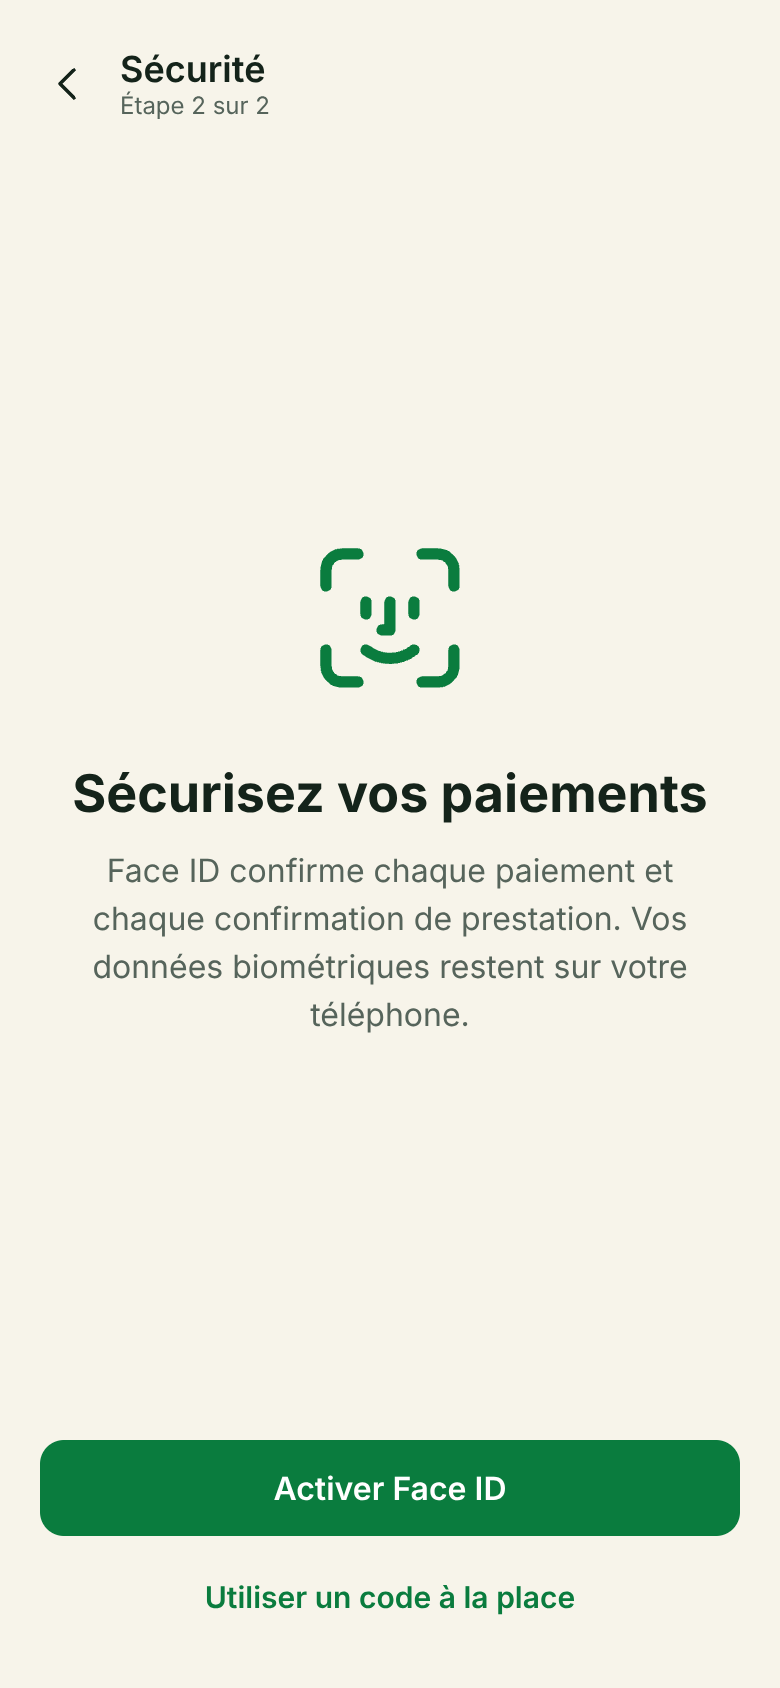 Sécurité
Étape 2 sur 2
Sécurisez vos paiements
Face ID confirme chaque paiement et
chaque confirmation de prestation. Vos
données biométriques restent sur votre
téléphone.
Activer Face ID
Utiliser un code à la place